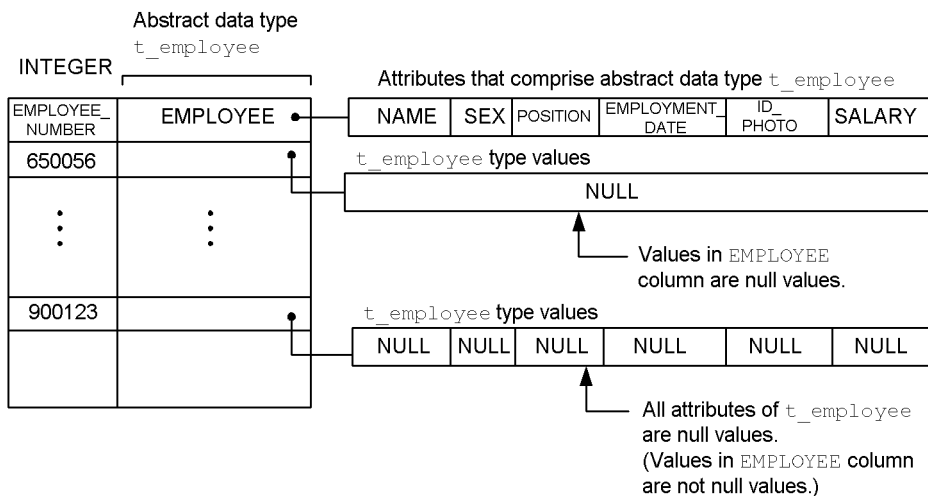 Abstract data type
t_employee
INTEGER
Attributes that comprise abstract data type t_employee
EMPLOYEE_
NUMBER
EMPLOYEE
NAME
SEX
POSITION
EMPLOYMENT_
DATE
ID_
PHOTO
SALARY
650056
t_employee type values
NULL
Values in EMPLOYEE
column are null values.
900123
t_employee type values
NULL
NULL
NULL
NULL
NULL
NULL
All attributes of t_employee
are null values.
(Values in EMPLOYEE column
are not null values.)